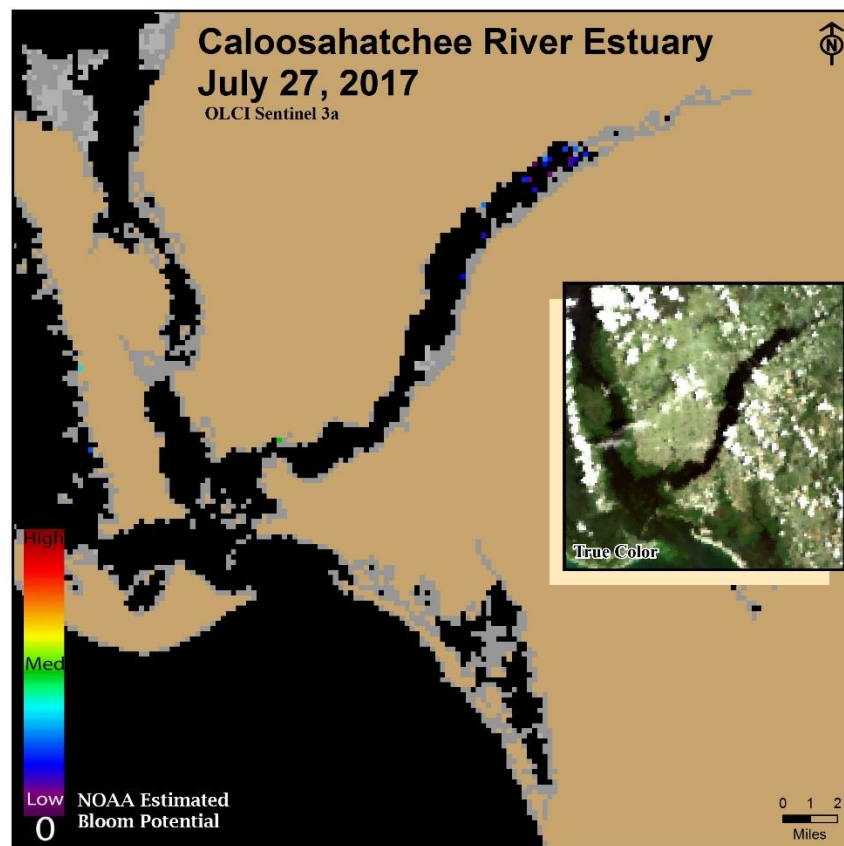 Caloosahatchee River Estuary
July 27, 2017
OLCI Sentinel 3a
N
True Color
High
Med
Low
0
NOAA Estimated
Bloom Potential
0 1 2
Miles